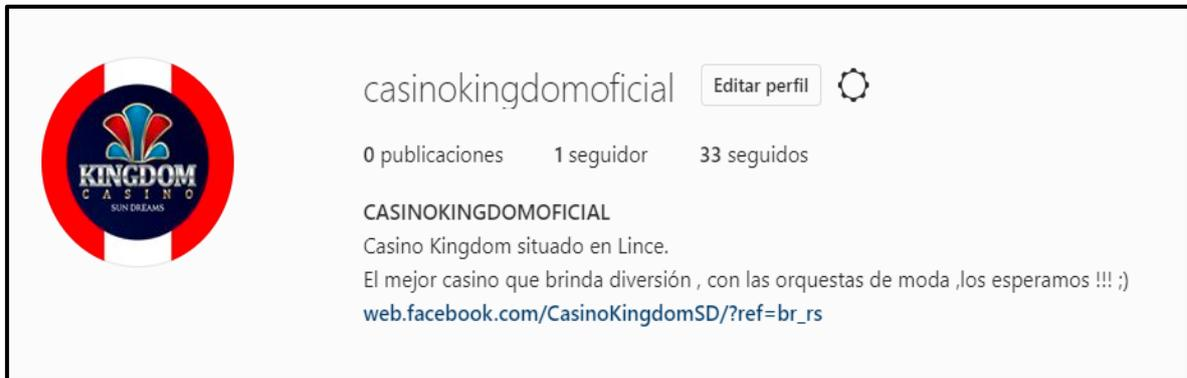 KINGDOM
CASINO
SUN DREAMS
casinokingdomoficial Editar perfil
0 publicaciones 1 seguidor 33 seguidos
CASINOKINGDOMOFICIAL
Casino Kingdom situado en Lince.
El mejor casino que brinda diversión , con las orquestas de moda ,los esperamos !!! ;)
web.facebook.com/CasinoKingdomSD/?ref=br_rs